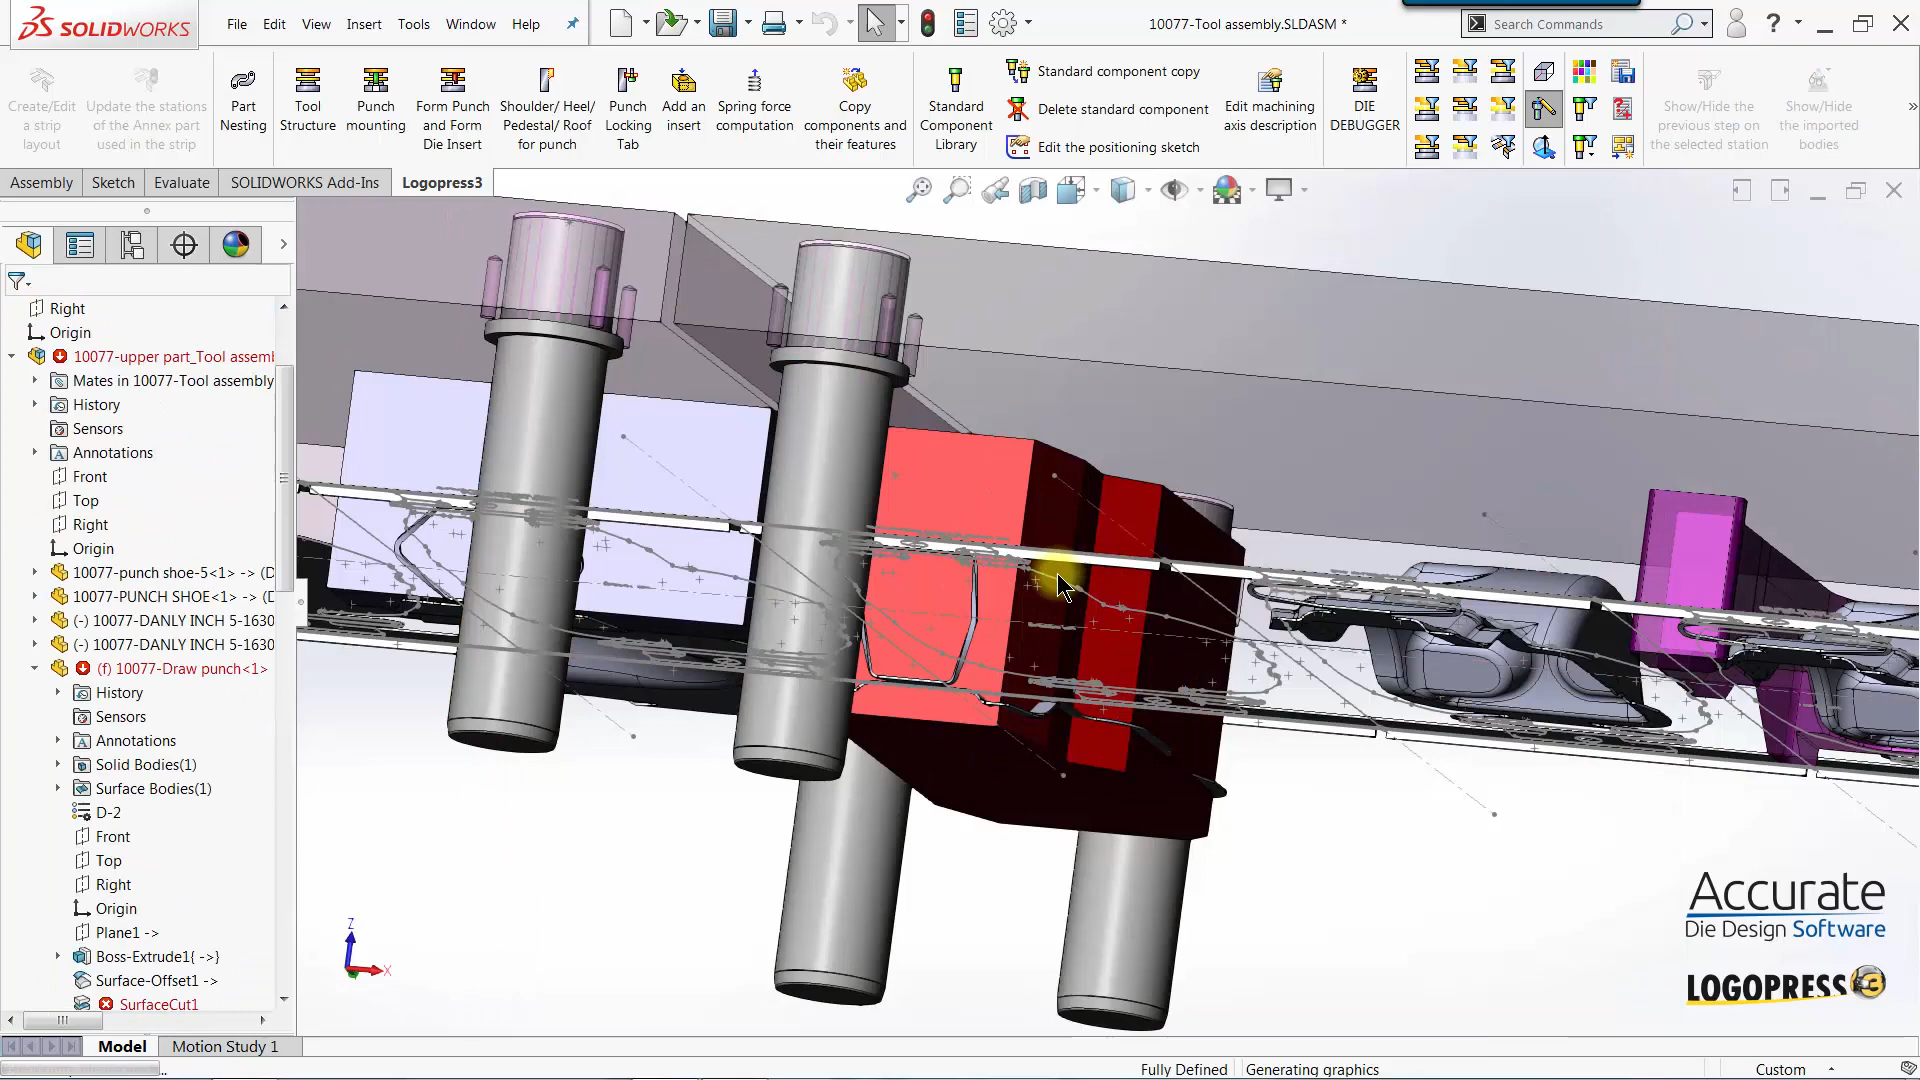 SOLIDWORKS
File Edit View Insert Tools Window Help
10077-Tool assembly.SLDASM *
Search Commands
?
Create/Edit a strip layout
Update the stations of the Annex part used in the strip
Part Nesting
Tool Structure
Punch mounting
Form Punch and Form Die Insert
Shoulder/ Heel/ Pedestal/ Roof for punch
Punch Locking Tab
Add an insert
Spring force computation
Copy components and their features
Standard Component Library
Standard component copy
Delete standard component
Edit the positioning sketch
Edit machining axis description
DIE DEBUGGER
Show/Hide the previous step on the selected station
Show/Hide the imported bodies
Assembly Sketch Evaluate SOLIDWORKS Add-Ins Logopress3
Right
Origin
10077-upper part_Tool assemb
Mates in 10077-Tool assembly
History
Sensors
Annotations
Front
Top
Right
Origin
10077-punch shoe-5<1> -> (D
10077-PUNCH SHOE<1> -> (D
(-) 10077-DANLY INCH 5-1630
(-) 10077-DANLY INCH 5-1630
(f) 10077-Draw punch<1>
History
Sensors
Annotations
Solid Bodies(1)
Surface Bodies(1)
D-2
Front
Top
Right
Origin
Plane1 ->
Boss-Extrude1{ ->}
Surface-Offset1 ->
SurfaceCut1
Z
X
Accurate
Die Design Software
LOGOPRESS 3
Model Motion Study 1
..
Fully Defined Generating graphics Custom